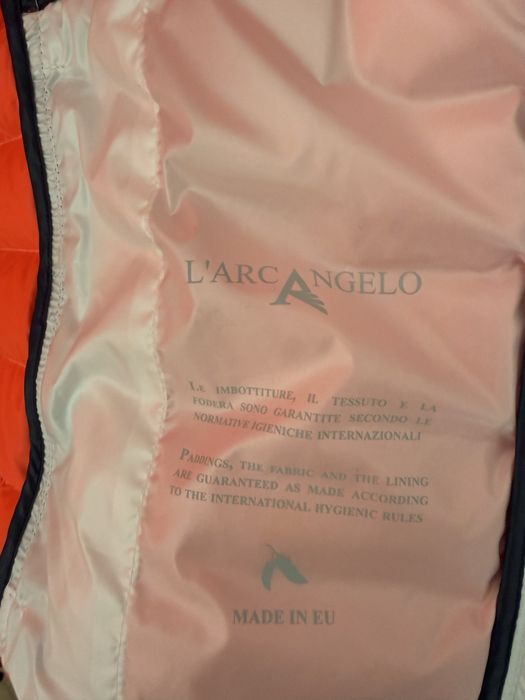 L'ARCANGELO
LE IMBOTTITURE, IL TESSUTO E LA
FODERA SONO GARANTITE SECONDO LE
NORMATIVE IGIENICHE INTERNAZIONALI
PADDINGS, THE FABRIC AND THE LINING
ARE GUARANTEED AS MADE ACCORDING
TO THE INTERNATIONAL HYGIENIC RULES
MADE IN EU